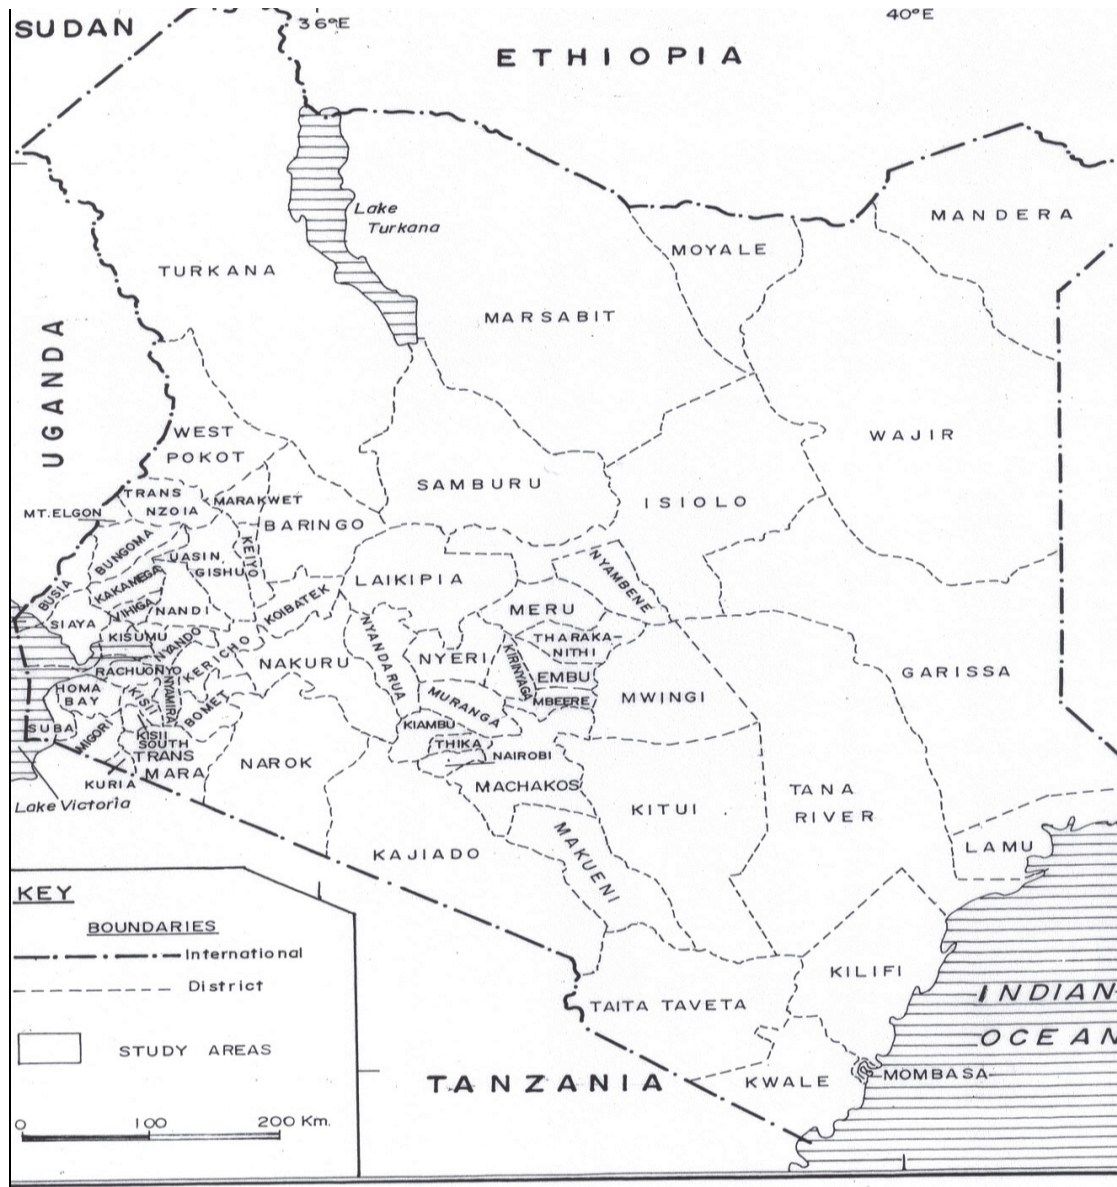 SUDAN
36°E
40°E
ETHIOPIA
MANDERA
Lake
Turkana
MOYALE
TURKANA
MARSABIT
UGANDA
WEST
POKOT
WAJIR
SAMBURU
TRANS
NZOIA
MARAKWET
ISIOLO
MT.ELGON
BARINGO
BUNGOMA
KEIYO
UASIN
GISHU
NYAMBENE
KAKAMEGA
LAIKIPIA
BUSIA
VIHIGA
NANDI
KOIBATEK
MERU
SIAYA
KISUMU
NYANDO
THARAKA-
NITHI
KERICHO
NYANDARUA
NYERI
KIRINYAGA
NAKURU
RACHUONYO
EMBU
GARISSA
HOMA
BAY
KISII
NYAMIRA
BOMET
MURANGA
MBEERE
MWINGI
SUBA
MIGORI
KISII
SOUTH
KIAMBU
THIKA
NAIROBI
TRANS
MARA
NAROK
KURIA
MACHAKOS
Lake Victoria
KITUI
TANA
RIVER
MAKUENI
KAJIADO
LAMU
KEY
BOUNDARIES
International
District
STUDY AREAS
0 100 200 Km.
KILIFI
TAITA TAVETA
INDIAN
OCEAN
TANZANIA
KWALE
MOMBASA